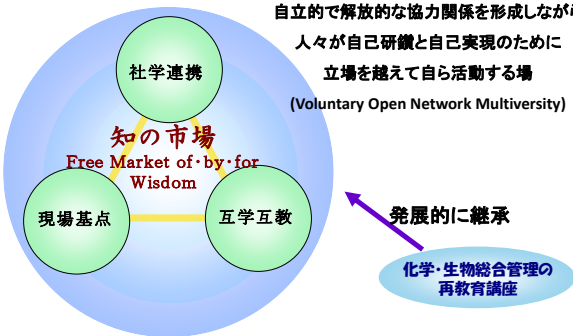 自立的で解放的な協力関係を形成しなが
人々が自己研鑽と自己実現のために
立場を越えて自ら活動する場
(Voluntary Open Network Multiversity)
社学連携
知の市場
Free Market of・by・for
Wisdom
現場基点
互学互教
発展的に継承
化学・生物総合管理の
再教育講座